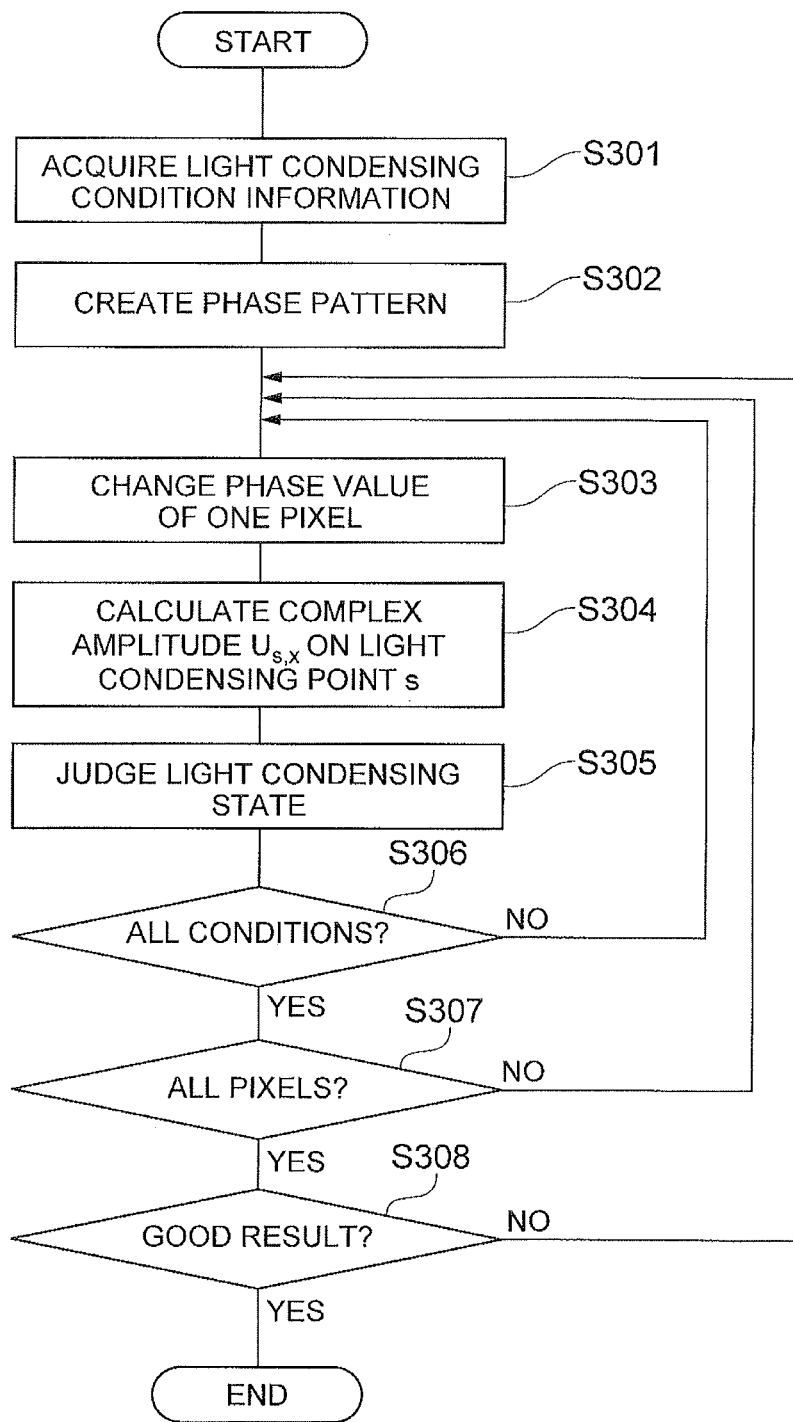 START
ACQUIRE LIGHT CONDENSING
CONDITION INFORMATION
S301
CREATE PHASE PATTERN
S302
CHANGE PHASE VALUE
OF ONE PIXEL
S303
CALCULATE COMPLEX
AMPLITUDE Us,x ON LIGHT
CONDENSING POINT s
S304
JUDGE LIGHT CONDENSING
STATE
S305
S306
ALL CONDITIONS?
NO
YES
S307
ALL PIXELS?
NO
YES
S308
GOOD RESULT?
NO
YES
END